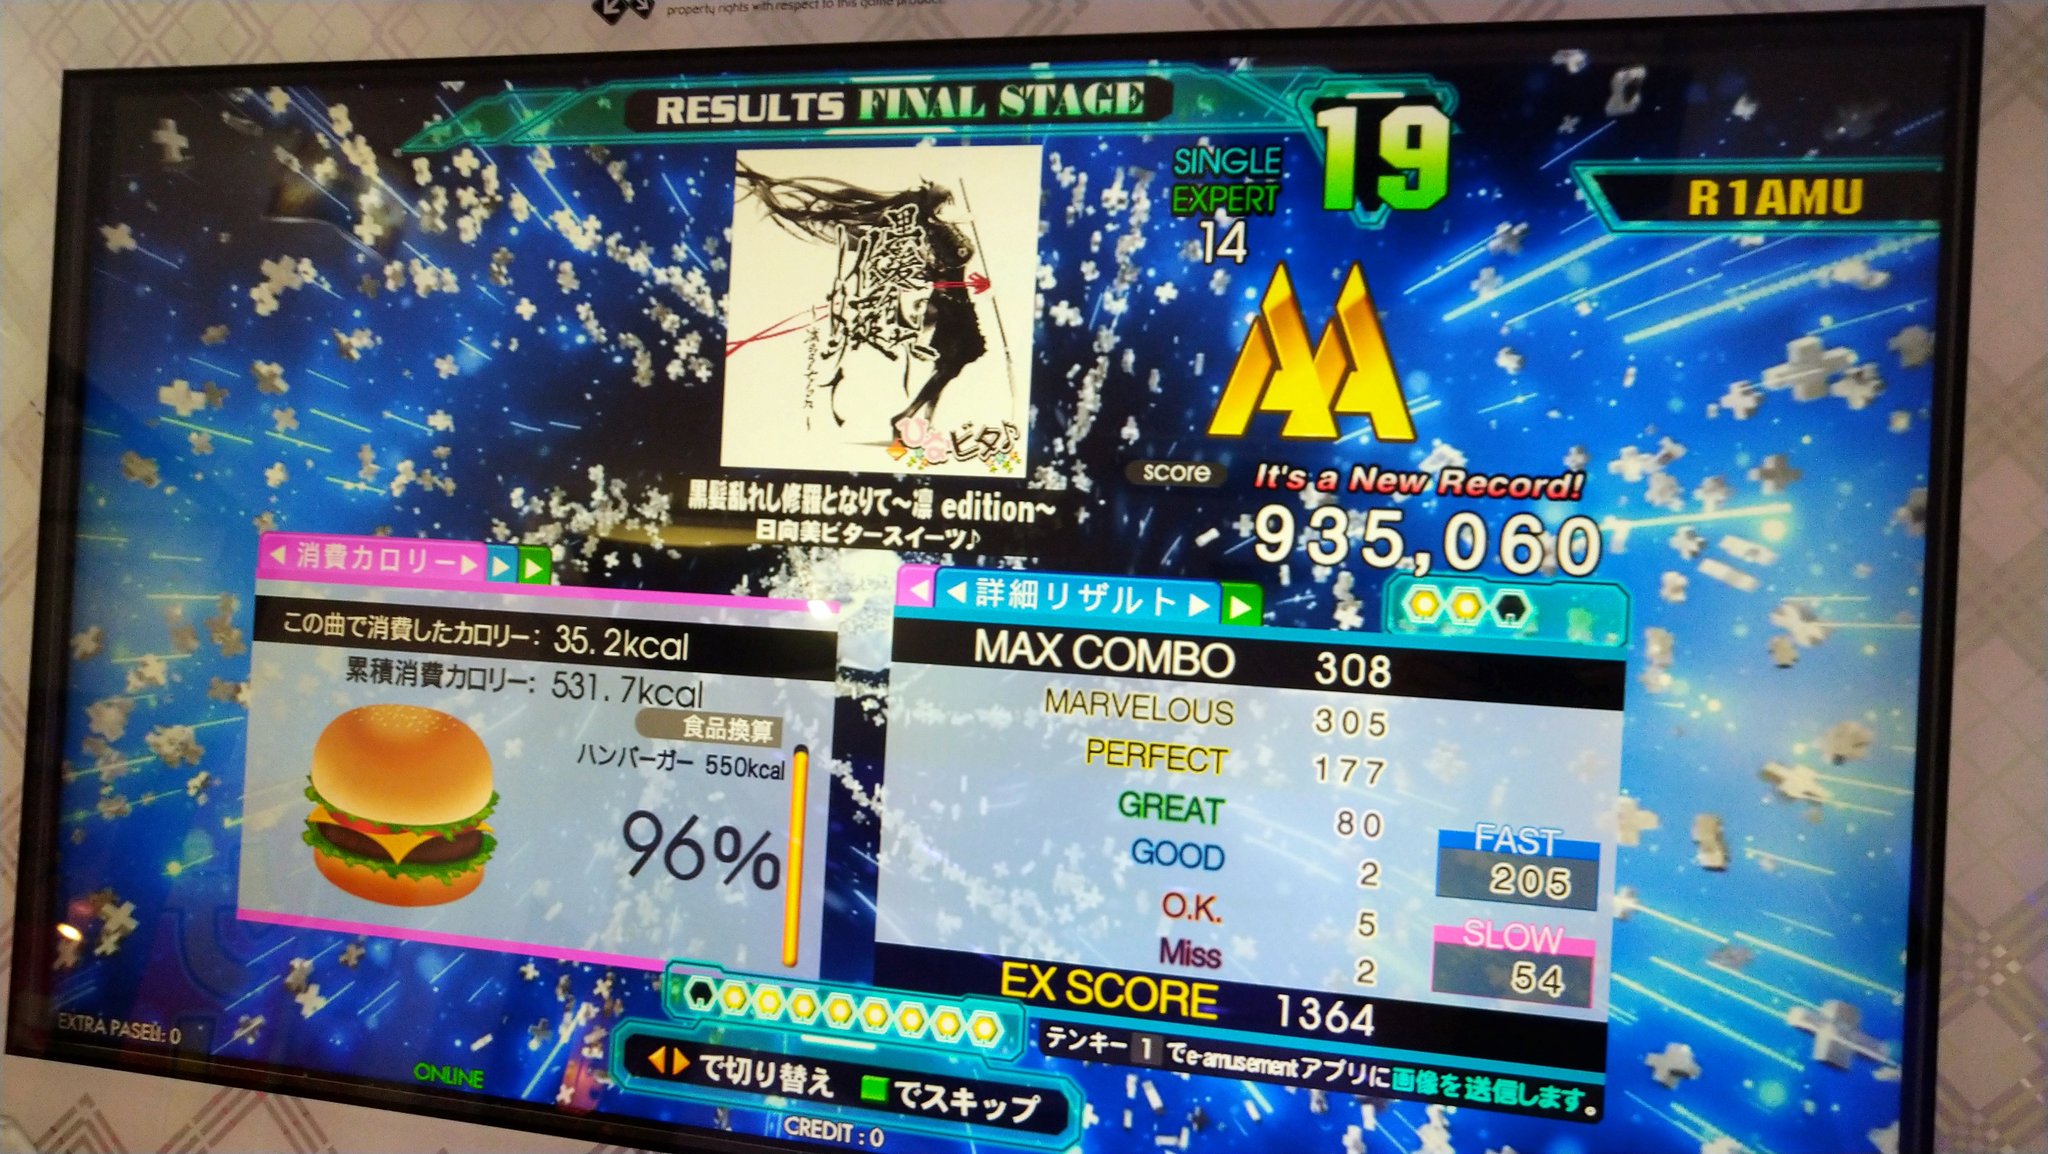 property rights with respect to this game product.
RESULTS FINAL STAGE
19
SINGLE
EXPERT
14
R1AMU
AA
ひなビタ♪
score
It's a New Record!
935,060
黒髪乱れし修羅となりて～凛 edition～
日向美ビタースイーツ♪
消費カロリー
この曲で消費したカロリー: 35.2kcal
累積消費カロリー: 531.7kcal
食品換算
ハンバーガー 550kcal
96%
詳細リザルト
MAX COMBO 308
MARVELOUS 305
PERFECT 177
GREAT 80
GOOD 2
O.K. 5
Miss 2
EX SCORE 1364
FAST
205
SLOW
54
テンキー 1 でe-amusementアプリに画像を送信します。
で切り替え でスキップ
EXTRA PASELI: 0
ONLINE
CREDIT : 0